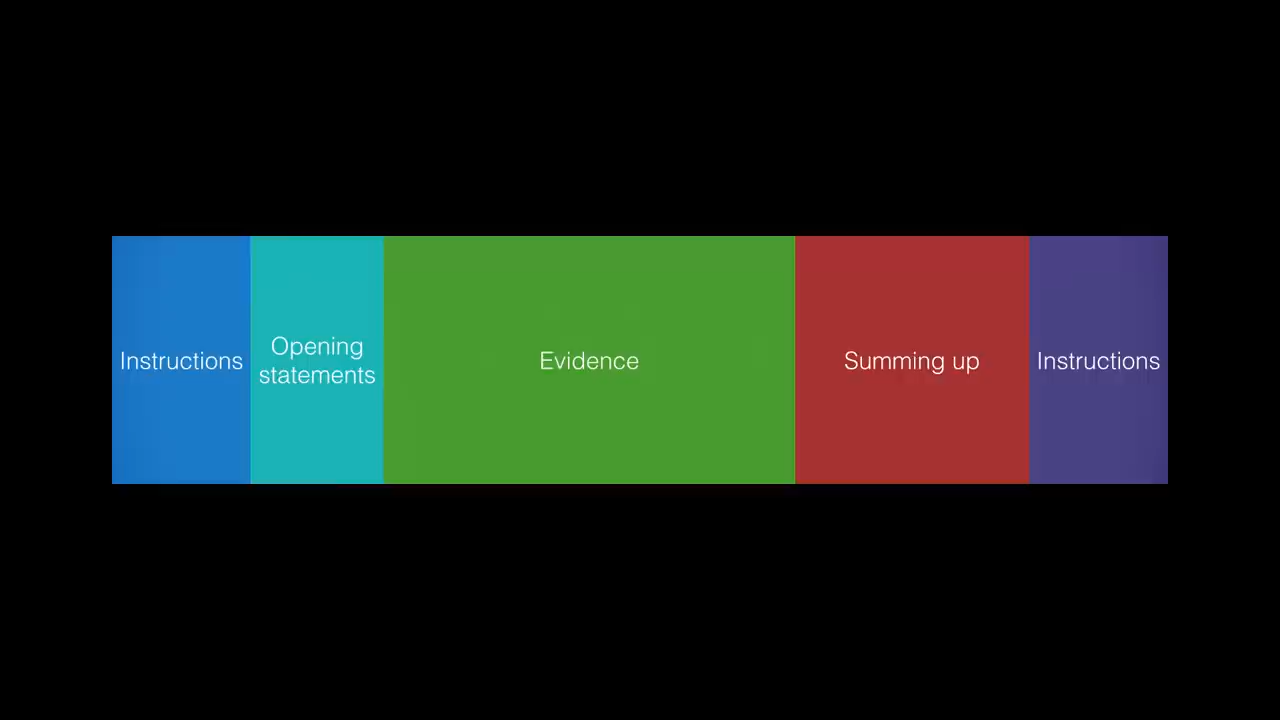 Instructions
Opening
statements
Evidence
Summing up
Instructions